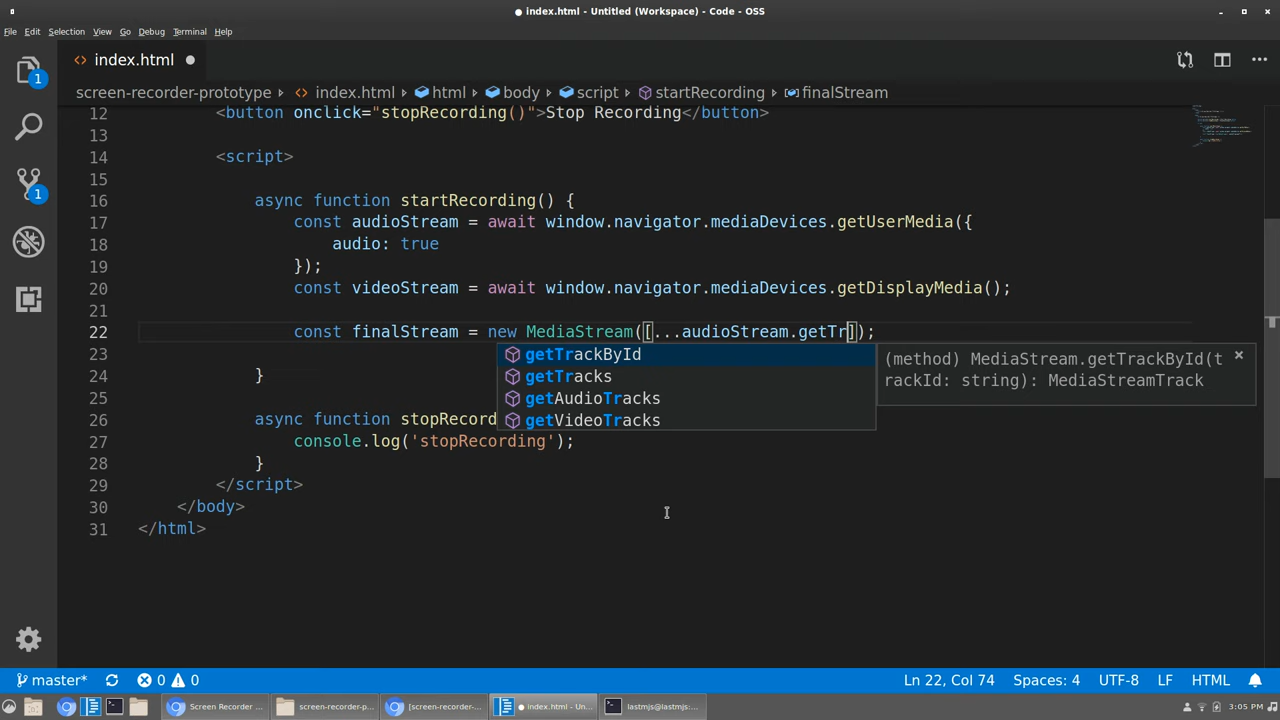 ● index.html - Untitled (Workspace) - Code - OSS
File Edit Selection View Go Debug Terminal Help
<> index.html ●
screen-recorder-prototype > <> index.html > html > body > script > startRecording > finalStream
12 <button onclick="stopRecording()">Stop Recording</button>
13
14 <script>
15
16 async function startRecording() {
17 const audioStream = await window.navigator.mediaDevices.getUserMedia({
18 audio: true
19 });
20 const videoStream = await window.navigator.mediaDevices.getDisplayMedia();
21
22 const finalStream = new MediaStream([...audioStream.getTr]);
23
getTrackById
(method) MediaStream.getTrackById(t
rackId: string): MediaStreamTrack
24 }
getTracks
25
getAudioTracks
26 async function stopRecord
getVideoTracks
27 console.log('stopRecording');
28 }
29 </script>
30 </body>
31 </html>
1
1
master* 0 0 Ln 22, Col 74 Spaces: 4 UTF-8 LF HTML
Screen Recorder ... screen-recorder-p... [screen-recorder-... ● index.html - Un... lastmjs@lastmjs:... 3:05 PM